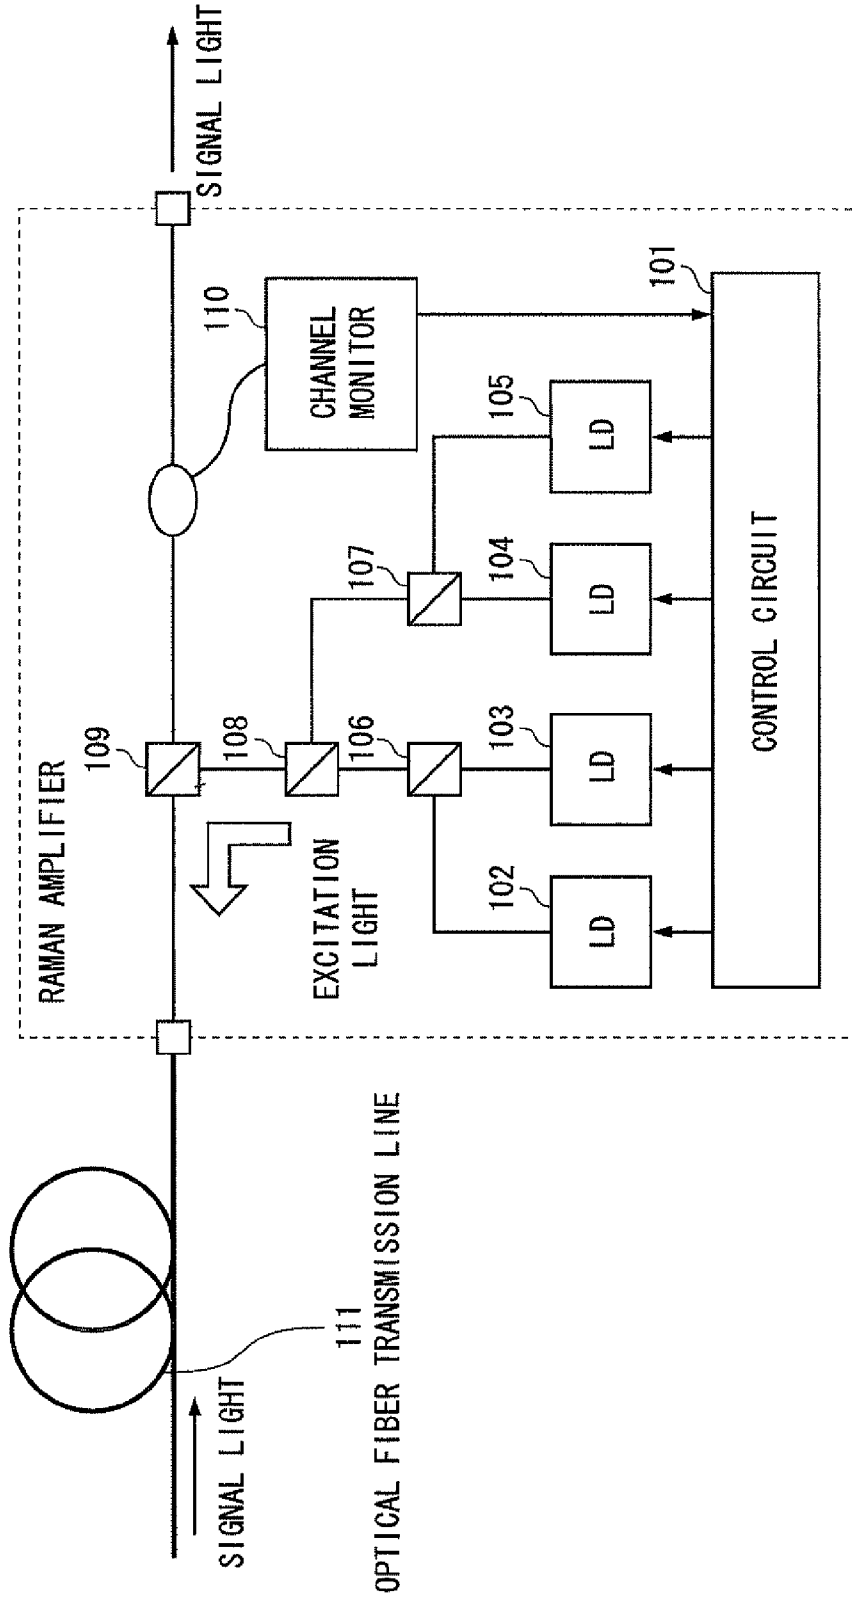 SIGNAL LIGHT
111
OPTICAL FIBER TRANSMISSION LINE
RAMAN AMPLIFIER
109
108
106
107
EXCITATION
LIGHT
110
CHANNEL
MONITOR
102
LD
103
LD
104
LD
105
LD
101
CONTROL CIRCUIT
SIGNAL LIGHT